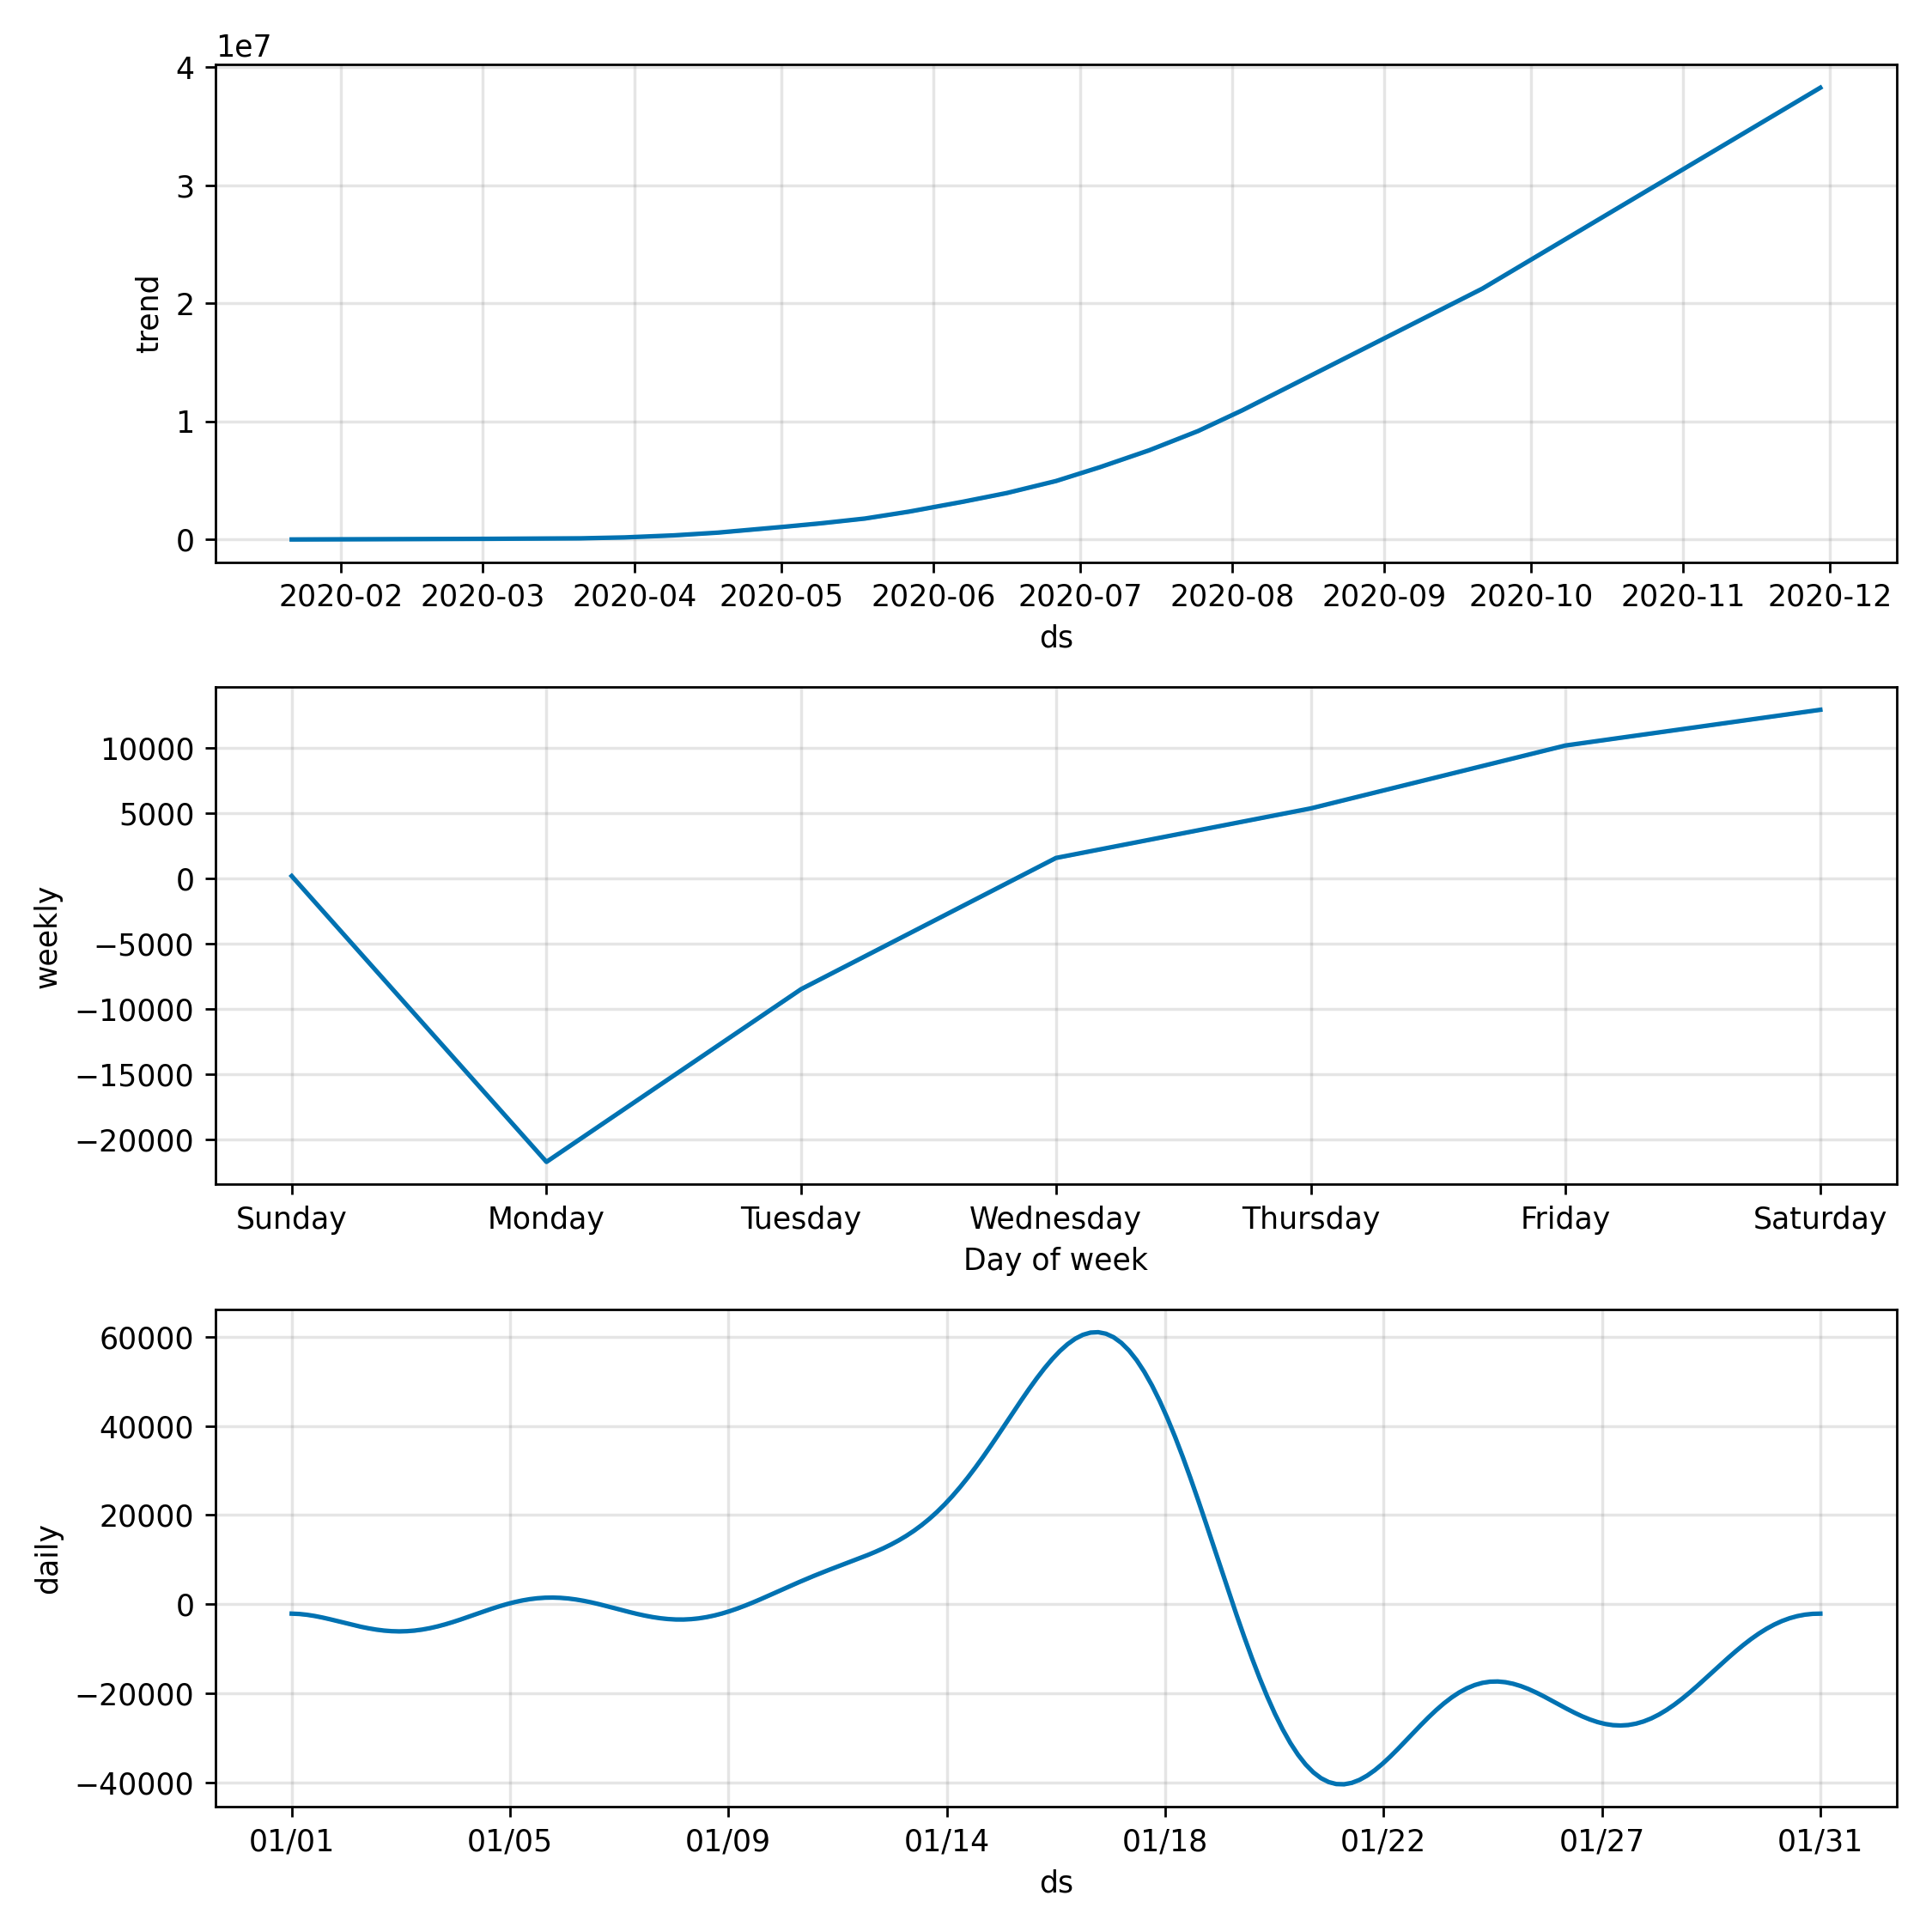 1e7
4
3
2
1
0
trend
2020-02 2020-03 2020-04 2020-05 2020-06 2020-07 2020-08 2020-09 2020-10 2020-11 2020-12
ds
10000
5000
0
−5000
−10000
−15000
−20000
weekly
Sunday Monday Tuesday Wednesday Thursday Friday Saturday
Day of week
60000
40000
20000
0
−20000
−40000
daily
01/01 01/05 01/09 01/14 01/18 01/22 01/27 01/31
ds